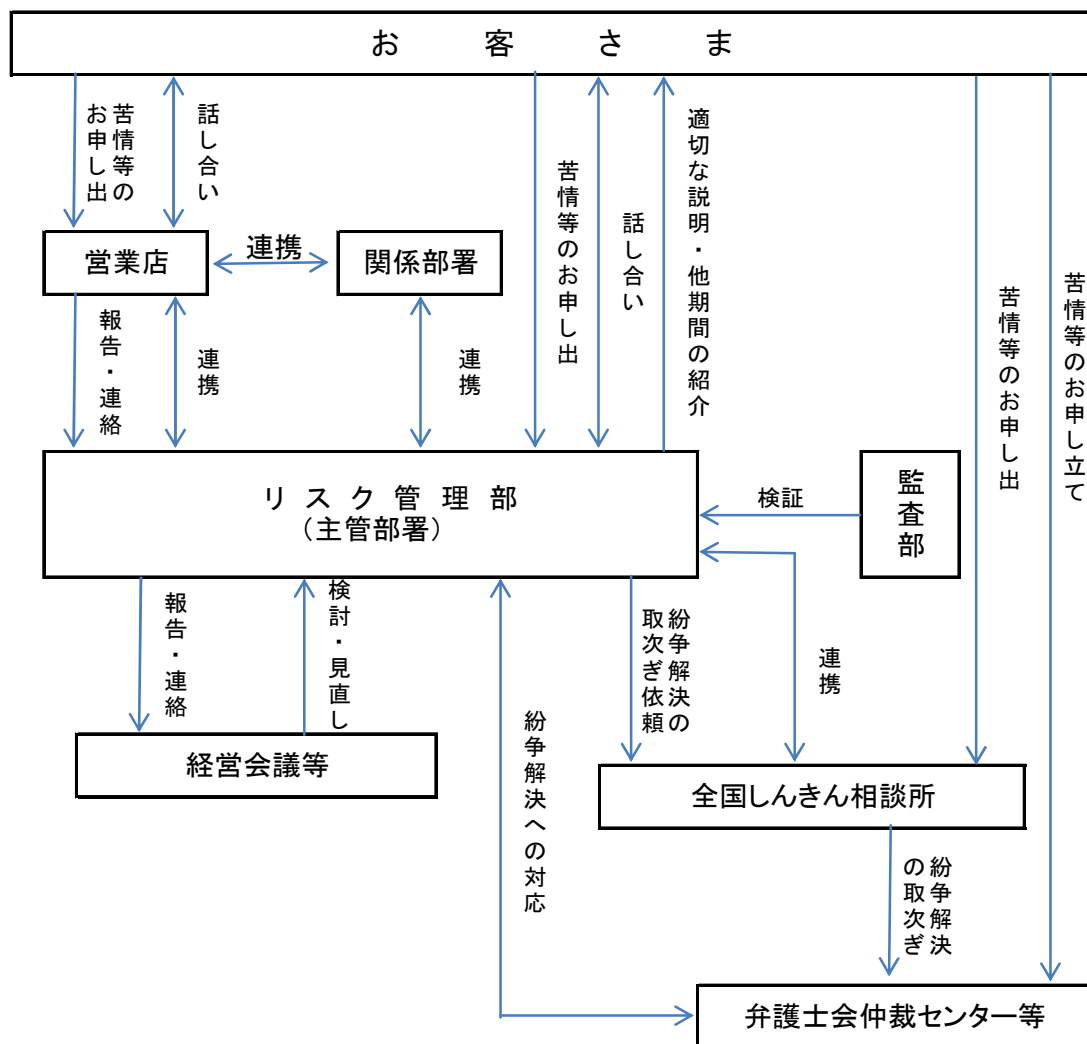 お客さま
苦情等の
お申し出
話し合い
苦情等のお申し出
話し合い
適切な説明・他期間の紹介
苦情等のお申し出
苦情等のお申し立て
営業店
連携
関係部署
報告・連絡
連携
連携
リスク管理部
（主管部署）
検証
監査部
報告・連絡
検討・見直し
紛争解決への対応
紛争解決の
取次ぎ依頼
連携
経営会議等
全国しんきん相談所
紛争解決
の取次ぎ
弁護士会仲裁センター等